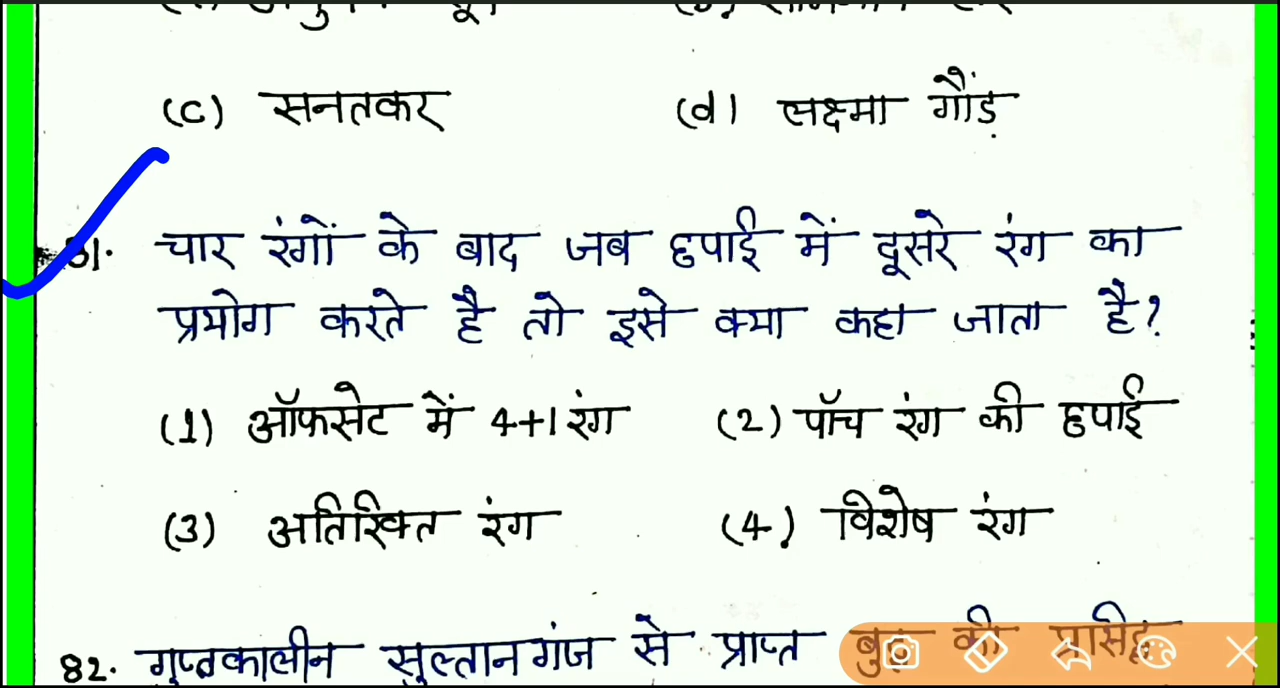 (c) सनतकर (d) लक्ष्मा गौंड़
81. चार रंगों के बाद जब छपाई में दूसरे रंग का
प्रयोग करते है तो इसे क्या कहा जाता है?
(1) ऑफसेट में 4+1 रंग (2) पाँच रंग की छपाई
(3) अतिरिक्त रंग (4) विशेष रंग
82. गुप्तकालीन सुल्तानगंज से प्राप्त बुद्ध की